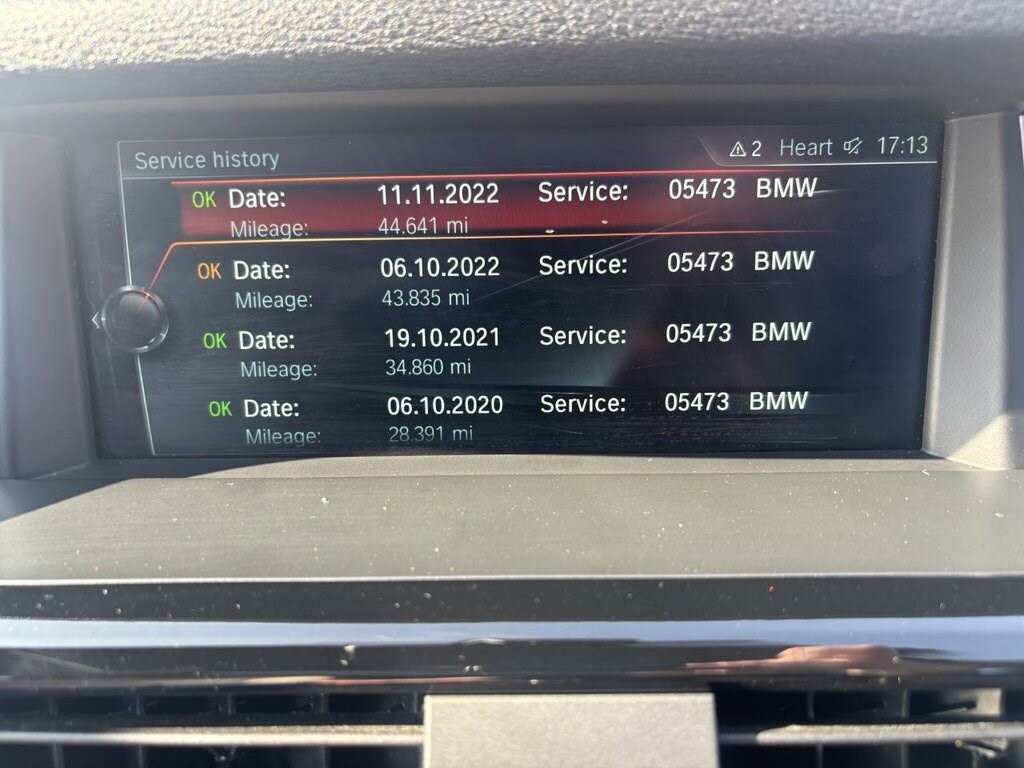 Service history 2 Heart 17:13
OK Date: 11.11.2022 Service: 05473 BMW
Mileage: 44.641 mi
OK Date: 06.10.2022 Service: 05473 BMW
Mileage: 43.835 mi
OK Date: 19.10.2021 Service: 05473 BMW
Mileage: 34.860 mi
OK Date: 06.10.2020 Service: 05473 BMW
Mileage: 28.391 mi